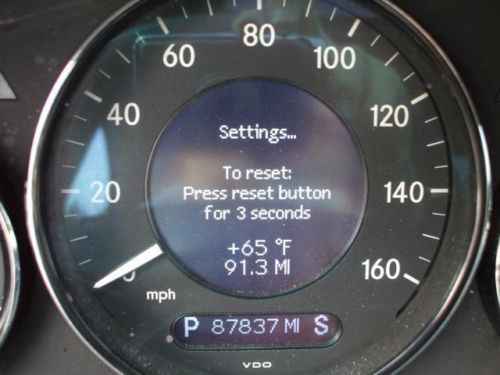 80
60
100
40
120
20
140
0
160
Settings...
To reset:
Press reset button
for 3 seconds
+65 °F
91.3 MI
mph
P 87837 MI S
VDO